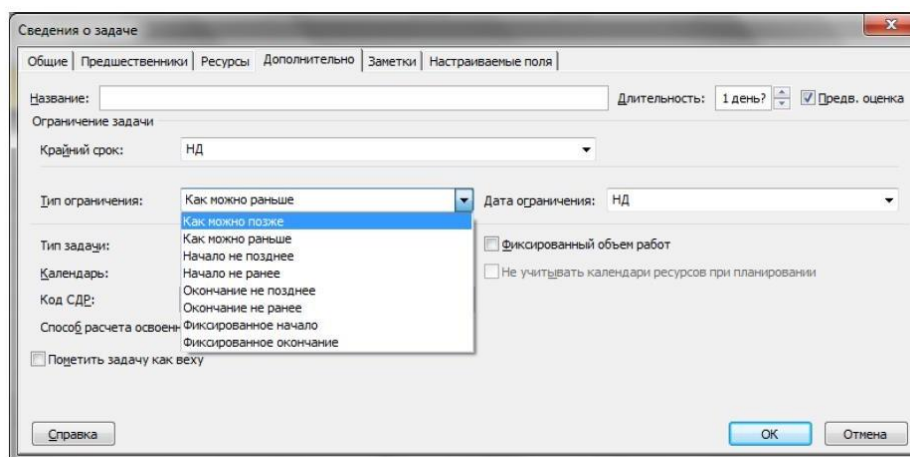 Сведения о задаче
Общие Предшественники Ресурсы Дополнительно Заметки Настраиваемые поля
Название: Длительность: 1 день? Предв. оценка
Ограничение задачи
Крайний срок: НД
Тип ограничения: Как можно раньше Дата ограничения: НД
Как можно позже
Как можно раньше
Начало не позднее
Начало не ранее
Окончание не позднее
Окончание не ранее
Фиксированное начало
Фиксированное окончание
Тип задачи: Фиксированный объем работ
Календарь: Не учитывать календари ресурсов при планировании
Код СДР:
Способ расчета освоен
Пометить задачу как веху
Справка ОК Отмена